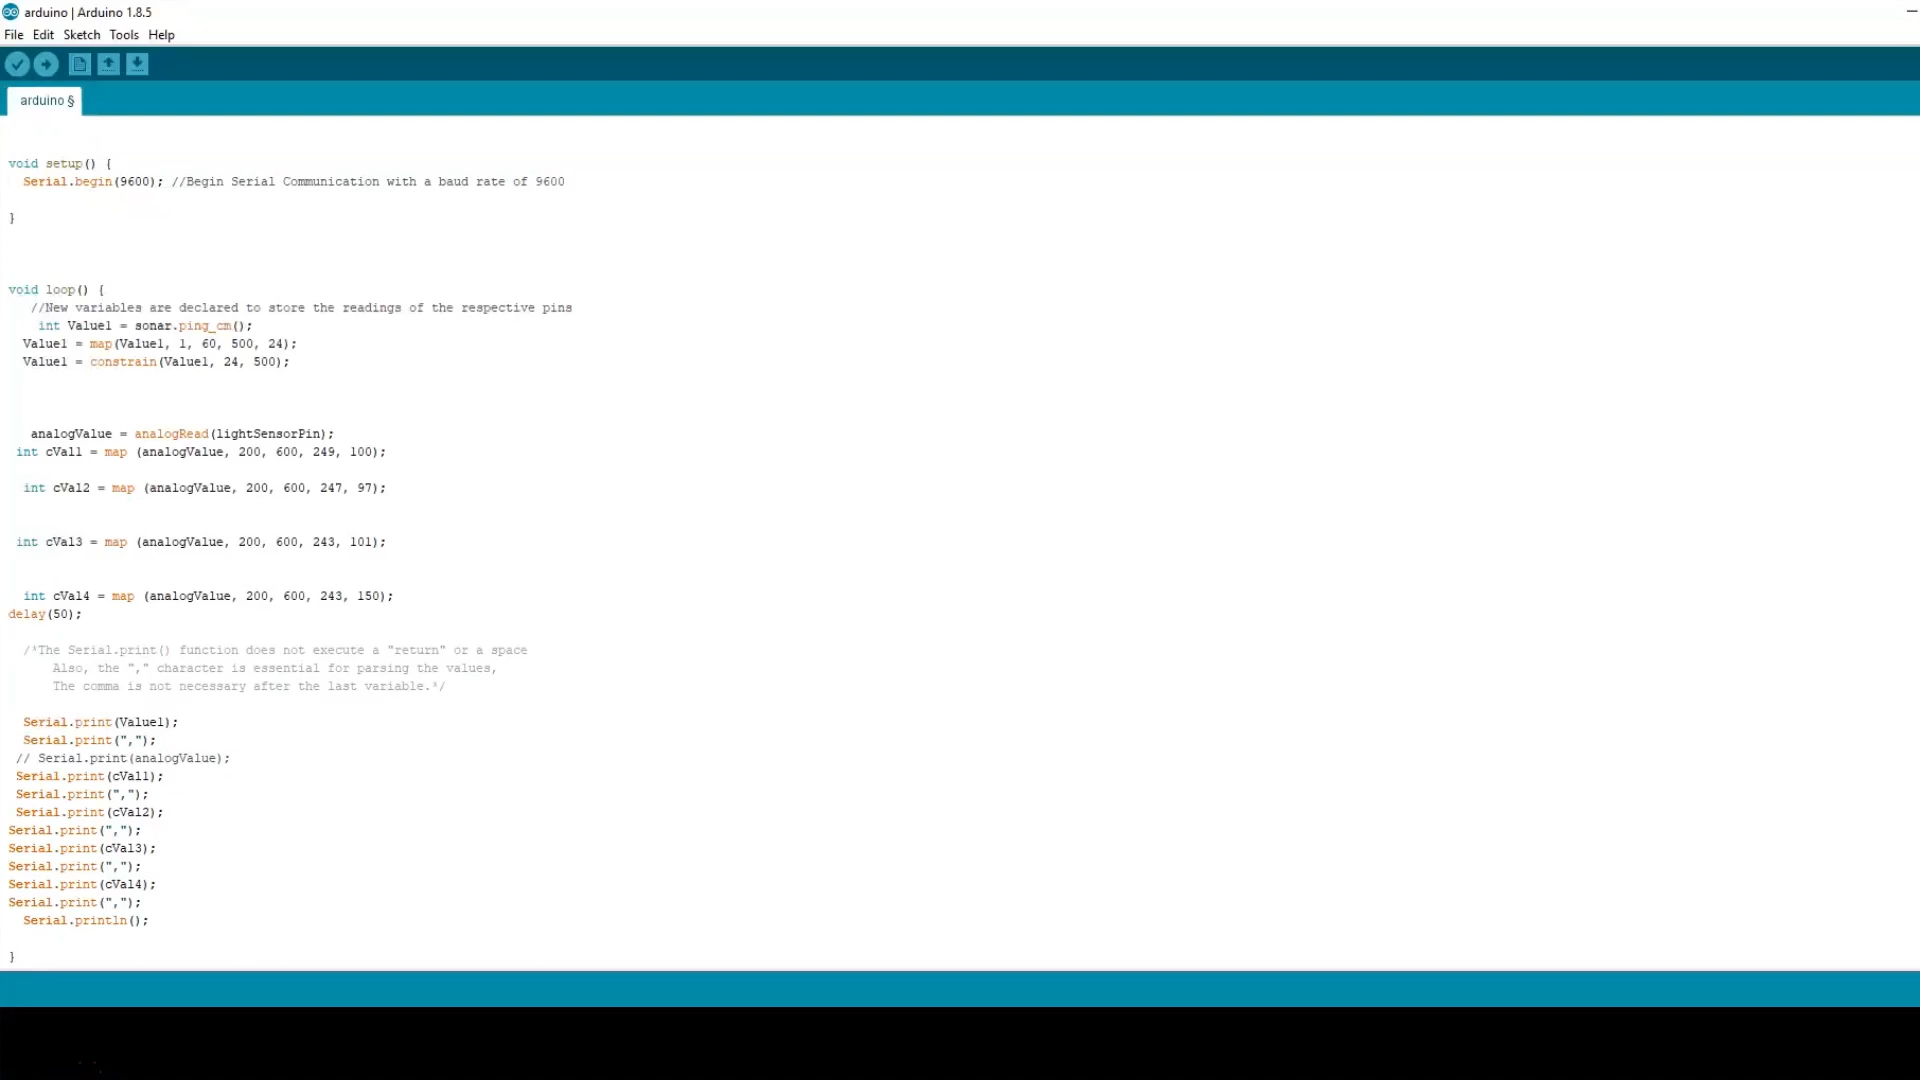 arduino | Arduino 1.8.5
File Edit Sketch Tools Help
arduino §
void setup() {
Serial.begin(9600); //Begin Serial Communication with a baud rate of 9600
}
void loop() {
//New variables are declared to store the readings of the respective pins
int Value1 = sonar.ping_cm();
Value1 = map(Value1, 1, 60, 500, 24);
Value1 = constrain(Value1, 24, 500);
analogValue = analogRead(lightSensorPin);
int cVal1 = map (analogValue, 200, 600, 249, 100);
int cVal2 = map (analogValue, 200, 600, 247, 97);
int cVal3 = map (analogValue, 200, 600, 243, 101);
int cVal4 = map (analogValue, 200, 600, 243, 150);
delay(50);
/*The Serial.print() function does not execute a "return" or a space
Also, the "," character is essential for parsing the values,
The comma is not necessary after the last variable.*/
Serial.print(Value1);
Serial.print(",");
// Serial.print(analogValue);
Serial.print(cVal1);
Serial.print(",");
Serial.print(cVal2);
Serial.print(",");
Serial.print(cVal3);
Serial.print(",");
Serial.print(cVal4);
Serial.print(",");
Serial.println();
}